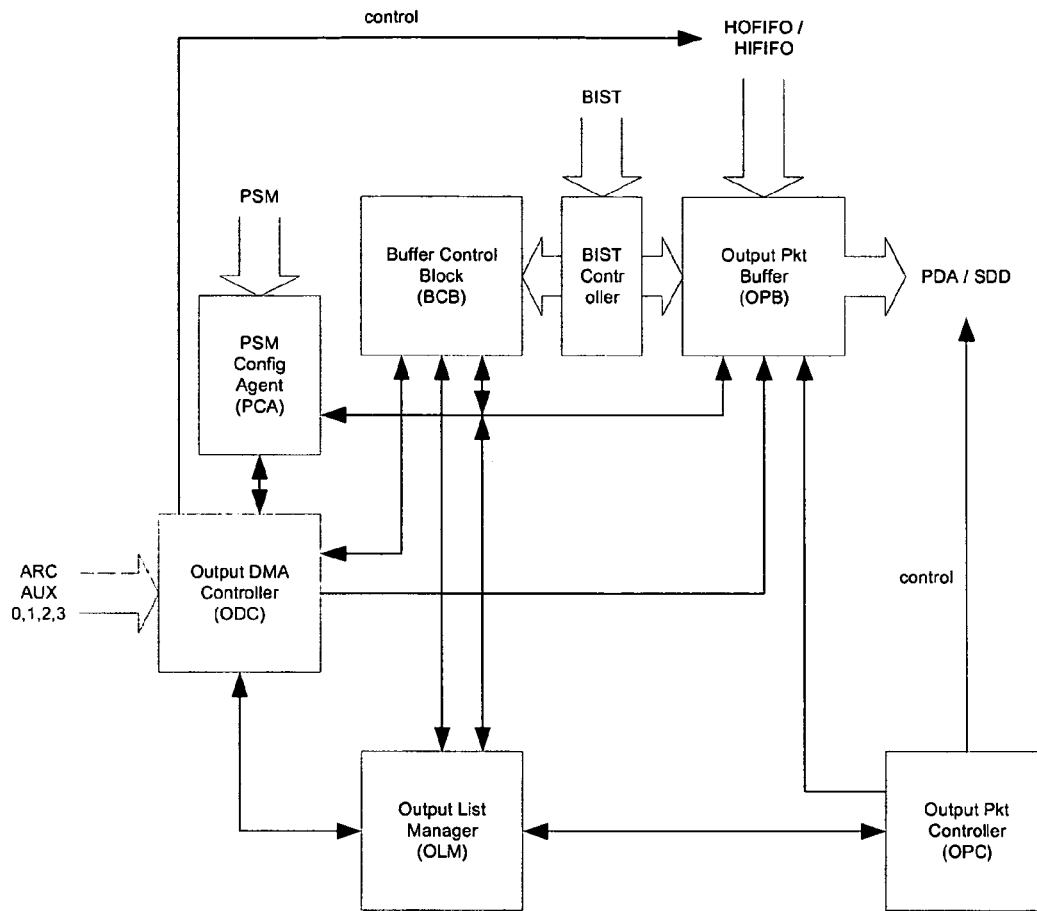 control
HOFIFO /
HIFIFO
BIST
PSM
Buffer Control
Block
(BCB)
BIST
Contr
oller
Output Pkt
Buffer
(OPB)
PDA / SDD
PSM
Config
Agent
(PCA)
ARC
AUX
0,1,2,3
Output DMA
Controller
(ODC)
control
Output List
Manager
(OLM)
Output Pkt
Controller
(OPC)